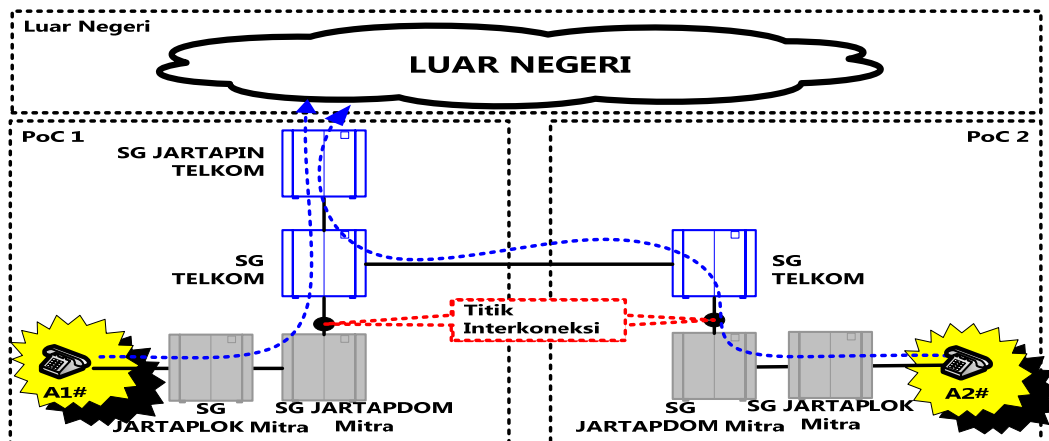 Luar Negeri
LUAR NEGERI
PoC 1
PoC 2
SG JARTAPIN
TELKOM
SG
TELKOM
SG
TELKOM
Titik
Interkoneksi
A1#
SG
JARTAPLOK Mitra
SG JARTAPDOM
Mitra
SG
JARTAPDOM Mitra
SG JARTAPLOK
Mitra
A2#